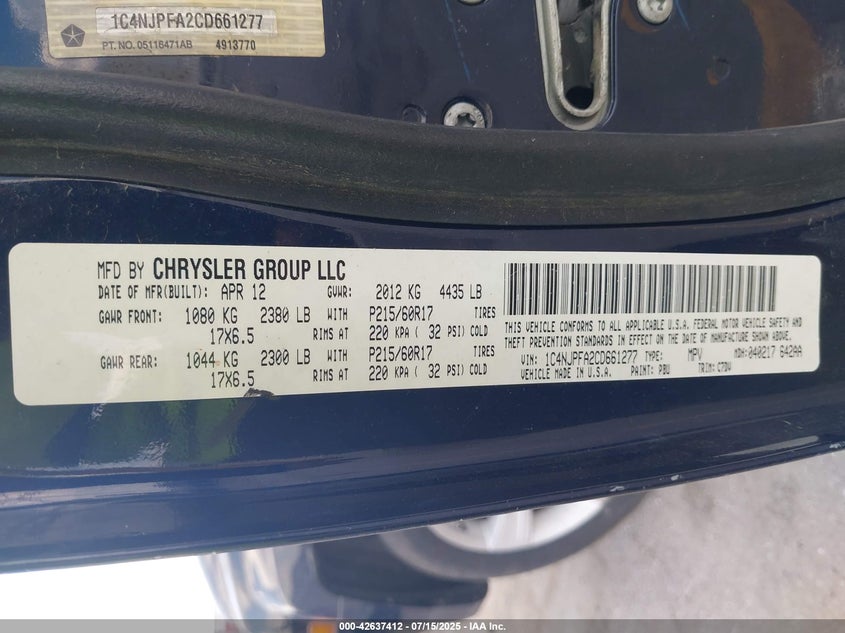 1C4NJPFA2CD661277
PT. NO. 05116471AB 4913770
MFD BY CHRYSLER GROUP LLC
DATE OF MFR(BUILT): APR 12 GVWR: 2012 KG 4435 LB
GAWR FRONT: 1080 KG 2380 LB WITH P215/60R17 TIRES
17X6.5 RIMS AT 220 KPA ( 32 PSI) COLD
GAWR REAR: 1044 KG 2300 LB WITH P215/60R17 TIRES
17X6.5 RIMS AT 220 KPA ( 32 PSI) COLD
THIS VEHICLE CONFORMS TO ALL APPLICABLE U.S.A. FEDERAL MOTOR VEHICLE SAFETY AND
THEFT PREVENTION STANDARDS IN EFFECT ON THE DATE OF MANUFACTURE SHOWN ABOVE.
VIN: 1C4NJPFA2CD661277 TYPE: MPV MDH:040217 642AA
VEHICLE MADE IN U.S.A. PAINT: PBU TRIM: C7DV
000-42637412 - 07/15/2025 - IAA Inc.